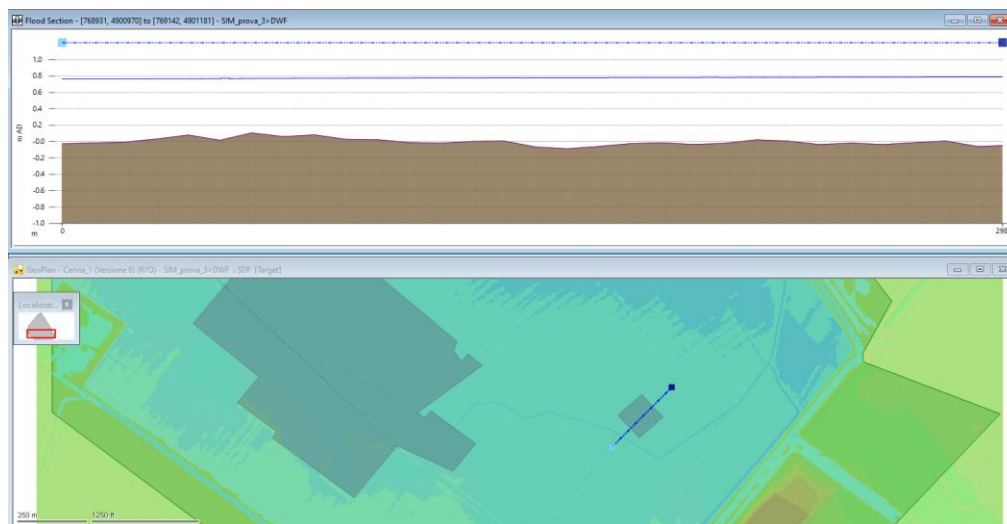 Flood Section - [768931, 4900970] to [769142, 4901181] - SIM_prova_3>DWF
1.0
0.8
0.6
0.4
0.2
-0.0
-0.2
-0.4
-0.6
-0.8
-1.0
m AD
m
0
298
GeoPlan - Cervia_1 (Versione 6) (R/O) - SIM_prova_3>DWF : SDF [Target]
Localizzat...
250 m
1250 ft